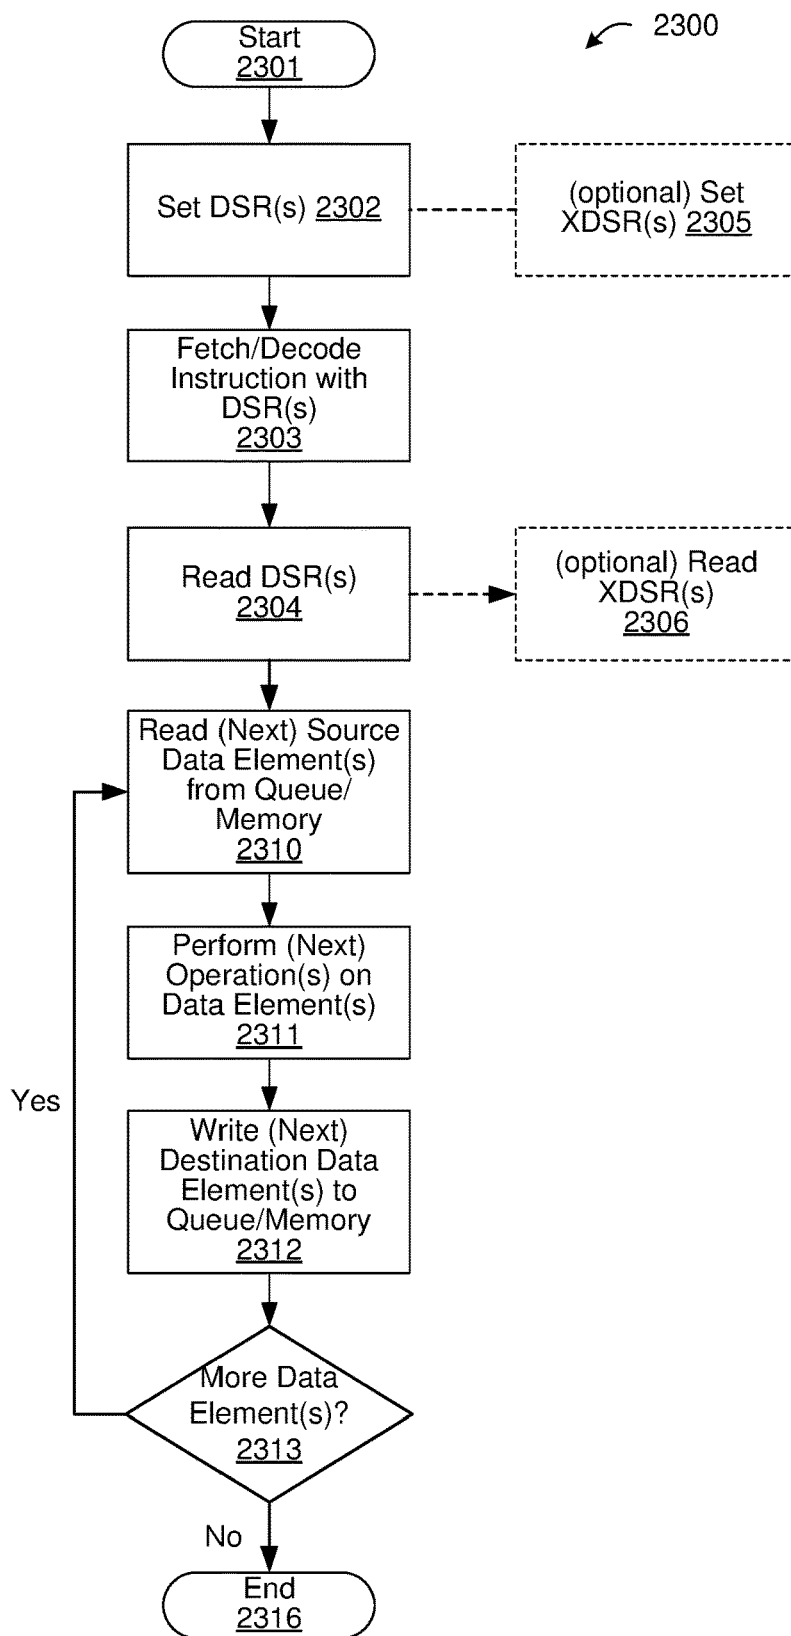 2300
Start
2301
Set DSR(s) 2302
(optional) Set
XDSR(s) 2305
Fetch/Decode
Instruction with
DSR(s)
2303
Read DSR(s)
2304
(optional) Read
XDSR(s)
2306
Read (Next) Source
Data Element(s)
from Queue/
Memory
2310
Perform (Next)
Operation(s) on
Data Element(s)
2311
Yes
Write (Next)
Destination Data
Element(s) to
Queue/Memory
2312
More Data
Element(s)?
2313
No
End
2316